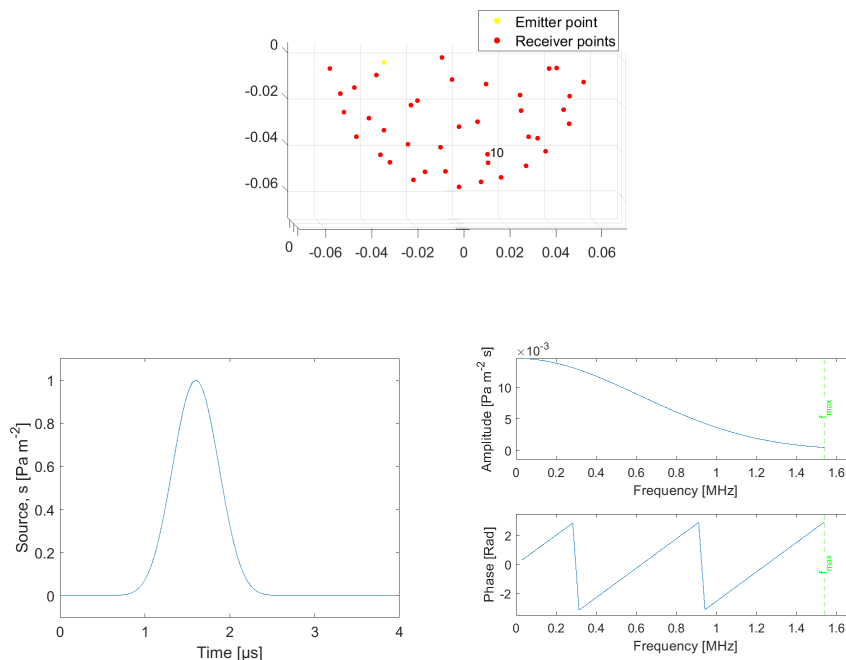 Emitter point
Receiver points
0
-0.02
-0.04
-0.06
10
0
-0.06 -0.04 -0.02 0 0.02 0.04 0.06
Source, s [Pa m-2]
1
0.8
0.6
0.4
0.2
0
0 1 2 3 4
Time [µs]
×10-3
Amplitude [Pa m-2 s]
10
5
0
fmax
0 0.2 0.4 0.6 0.8 1 1.2 1.4 1.6
Frequency [MHz]
Phase [Rad]
2
0
-2
fmax
0 0.2 0.4 0.6 0.8 1 1.2 1.4 1.6
Frequency [MHz]